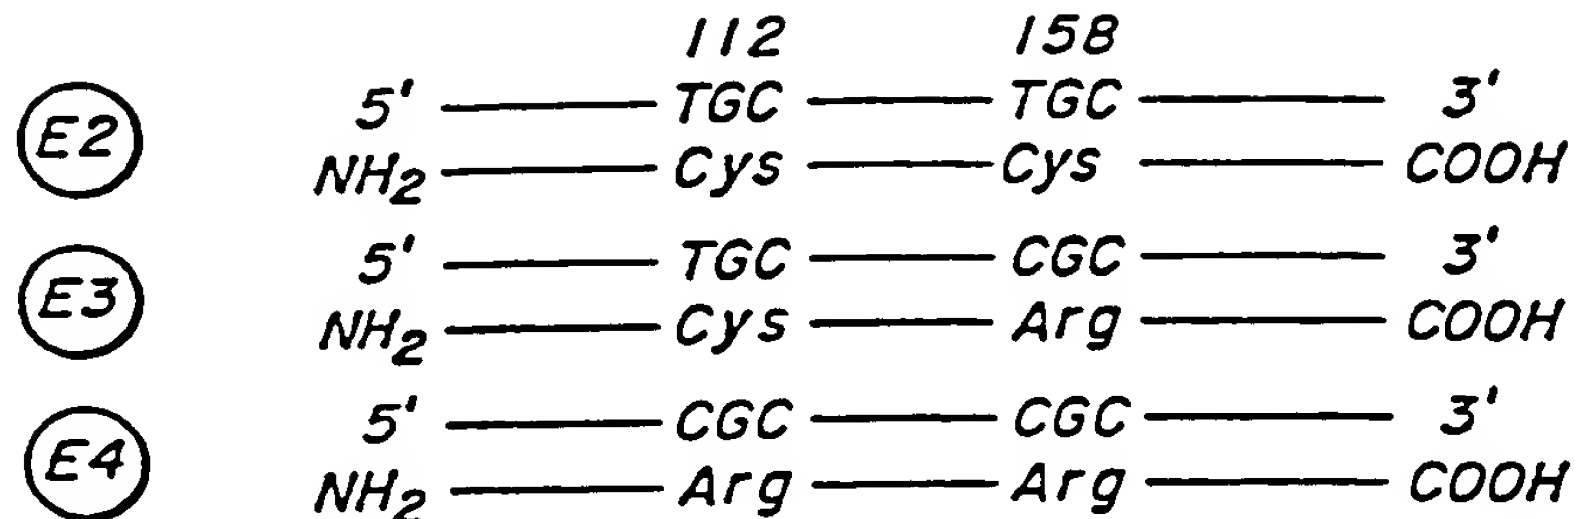 112 158
5' TGC TGC 3'
E2
NH2 Cys Cys COOH
5' TGC CGC 3'
E3
NH2 Cys Arg COOH
5' CGC CGC 3'
E4
NH2 Arg Arg COOH